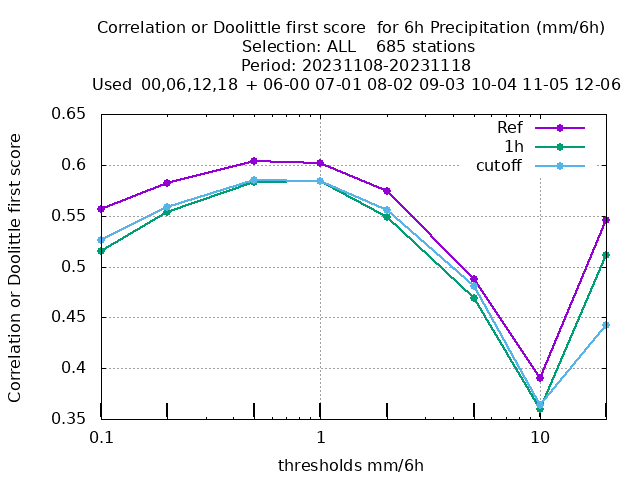 Correlation or Doolittle first score  for 6h Precipitation (mm/6h)
Selection: ALL    685 stations
Period: 20231108-20231118
Used  00,06,12,18  + 06-00 07-01 08-02 09-03 10-04 11-05 12-06
Correlation or Doolittle first score
0.65
0.6
0.55
0.5
0.45
0.4
0.35
Ref
1h
cutoff
0.1
1
10
thresholds mm/6h